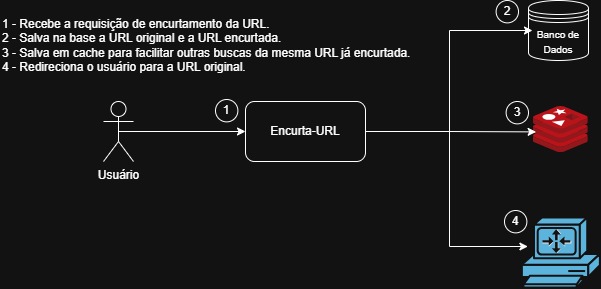 1 - Recebe a requisição de encurtamento da URL.
2 - Salva na base a URL original e a URL encurtada.
3 - Salva em cache para facilitar outras buscas da mesma URL já encurtada.
4 - Redireciona o usuário para a URL original.
2
Banco de
Dados
1
Encurta-URL
3
Usuário
4